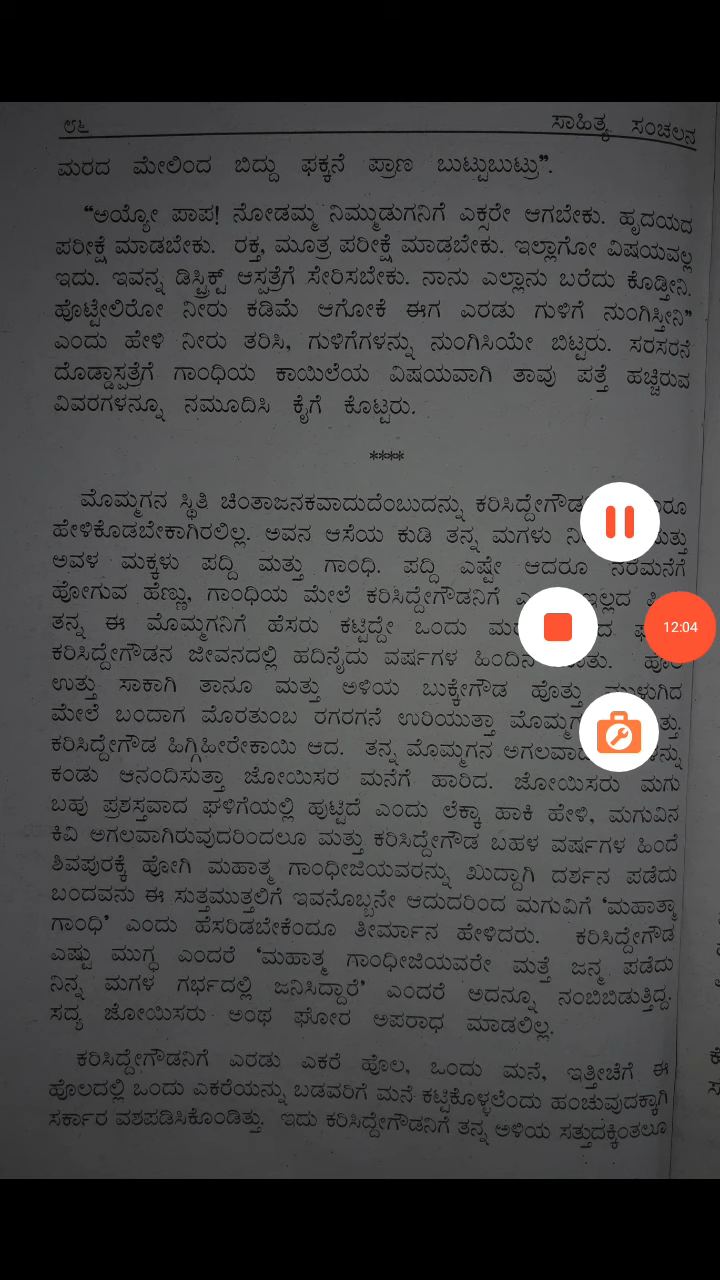 ೮೬ ಸಾಹಿತ್ಯ ಸಂಚಲನ
ಮರದ ಮೇಲಿಂದ ಬಿದ್ದು ಫಕ್ಕನೆ ಪ್ರಾಣ ಬುಟ್ಟುಬುಟ್ರು”.
“ಅಯ್ಯೋ ಪಾಪ! ನೋಡಮ್ಮ ನಿಮ್ಮುಡುಗನಿಗೆ ಎಕ್ಸರೇ ಆಗಬೇಕು. ಹೃದಯದ
ಪರೀಕ್ಷೆ ಮಾಡಬೇಕು. ರಕ್ತ, ಮೂತ್ರ ಪರೀಕ್ಷೆ ಮಾಡಬೇಕು. ಇಲ್ಲಾಗೋ ವಿಷಯವಲ್ಲ
ಇದು. ಇವನ್ನ ಡಿಸ್ಟ್ರಿಕ್ಟ್ ಆಸ್ಪತ್ರೆಗೆ ಸೇರಿಸಬೇಕು. ನಾನು ಎಲ್ಲಾನು ಬರೆದು ಕೊಡ್ತೀನಿ.
ಹೊಟ್ಟೇಲಿರೋ ನೀರು ಕಡಿಮೆ ಆಗೋಕೆ ಈಗ ಎರಡು ಗುಳಿಗೆ ನುಂಗಿಸ್ತೀನಿ”
ಎಂದು ಹೇಳಿ ನೀರು ತರಿಸಿ, ಗುಳಿಗೆಗಳನ್ನು ನುಂಗಿಸಿಯೇ ಬಿಟ್ಟರು. ಸರಸರನೆ
ದೊಡ್ಡಾಸ್ಪತ್ರೆಗೆ ಗಾಂಧಿಯ ಕಾಯಿಲೆಯ ವಿಷಯವಾಗಿ ತಾವು ಪತ್ತೆ ಹಚ್ಚಿರುವ
ವಿವರಗಳನ್ನೂ ನಮೂದಿಸಿ ಕೈಗೆ ಕೊಟ್ಟರು.
****
ಮೊಮ್ಮಗನ ಸ್ಥಿತಿ ಚಿಂತಾಜನಕವಾದುದೆಂಬುದನ್ನು ಕರಿಸಿದ್ದೇಗೌಡ
ಹೇಳಿಕೊಡಬೇಕಾಗಿರಲಿಲ್ಲ. ಅವನ ಆಸೆಯ ಕುಡಿ ತನ್ನ ಮಗಳು
ಅವಳ ಮಕ್ಕಳು ಪದ್ದಿ ಮತ್ತು ಗಾಂಧಿ. ಪದ್ದಿ ಎಷ್ಟೇ ಆದರೂ ನೆರಮನೆಗೆ
ಹೋಗುವ ಹೆಣ್ಣು, ಗಾಂಧಿಯ ಮೇಲೆ ಕರಿಸಿದ್ದೇಗೌಡನಿಗೆ ಇಲ್ಲದ
ತನ್ನ ಈ ಮೊಮ್ಮಗನಿಗೆ ಹೆಸರು ಕಟ್ಟಿದ್ದೇ ಒಂದು
ಕರಿಸಿದ್ದೇಗೌಡನ ಜೀವನದಲ್ಲಿ ಹದಿನೈದು ವರ್ಷಗಳ ಹಿಂದಿನ
ಉತ್ತು ಸಾಕಾಗಿ ತಾನೂ ಮತ್ತು ಅಳಿಯ ಬುಕ್ಕೇಗೌಡ ಹೊತ್ತು ಮುಳುಗಿದ
ಮೇಲೆ ಬಂದಾಗ ಮೊರತುಂಬ ರಗರಗನೆ ಉರಿಯುತ್ತಾ
ಕರಿಸಿದ್ದೇಗೌಡ ಹಿಗ್ಗಿಹೀರೇಕಾಯಿ ಆದ. ತನ್ನ ಮೊಮ್ಮಗನ
ಕಂಡು ಆನಂದಿಸುತ್ತಾ ಜೋಯಿಸರ ಮನೆಗೆ ಹಾರಿದ. ಜೋಯಿಸರು ಮಗು
ಬಹು ಪ್ರಶಸ್ತವಾದ ಘಳಿಗೆಯಲ್ಲಿ ಹುಟ್ಟಿದೆ ಎಂದು ಲೆಕ್ಕಾ ಹಾಕಿ ಹೇಳಿ, ಮಗುವಿನ
ಕಿವಿ ಅಗಲವಾಗಿರುವುದರಿಂದಲೂ ಮತ್ತು ಕರಿಸಿದ್ದೇಗೌಡ ಬಹಳ ವರ್ಷಗಳ ಹಿಂದೆ
ಶಿವಪುರಕ್ಕೆ ಹೋಗಿ ಮಹಾತ್ಮ ಗಾಂಧೀಜಿಯವರನ್ನು ಖುದ್ದಾಗಿ ದರ್ಶನ ಪಡೆದು
ಬಂದವನು ಈ ಸುತ್ತಮುತ್ತಲಿಗೆ ಇವನೊಬ್ಬನೇ ಆದುದರಿಂದ ಮಗುವಿಗೆ ‘ಮಹಾತ್ಮಾ
ಗಾಂಧಿ’ ಎಂದು ಹೆಸರಿಡಬೇಕೆಂದೂ ತೀರ್ಮಾನ ಹೇಳಿದರು. ಕರಿಸಿದ್ದೇಗೌಡ
ಎಷ್ಟು ಮುಗ್ಧ ಎಂದರೆ ‘ಮಹಾತ್ಮ ಗಾಂಧೀಜಿಯವರೇ ಮತ್ತೆ ಜನ್ಮ ಪಡೆದು
ನಿನ್ನ ಮಗಳ ಗರ್ಭದಲ್ಲಿ ಜನಿಸಿದ್ದಾರೆ’ ಎಂದರೆ ಅದನ್ನೂ ನಂಬಿಬಿಡುತ್ತಿದ್ದ.
ಸದ್ಯ ಜೋಯಿಸರು ಅಂಥ ಘೋರ ಅಪರಾಧ ಮಾಡಲಿಲ್ಲ.
ಕರಿಸಿದ್ದೇಗೌಡನಿಗೆ ಎರಡು ಎಕರೆ ಹೊಲ, ಒಂದು ಮನೆ, ಇತ್ತೀಚೆಗೆ ಈ
ಹೊಲದಲ್ಲಿ ಒಂದು ಎಕರೆಯನ್ನು ಬಡವರಿಗೆ ಮನೆ ಕಟ್ಟಿಕೊಳ್ಳಲೆಂದು ಹಂಚುವುದಕ್ಕಾಗಿ
ಸರ್ಕಾರ ವಶಪಡಿಸಿಕೊಂಡಿತ್ತು. ಇದು ಕರಿಸಿದ್ದೇಗೌಡನಿಗೆ ತನ್ನ ಅಳಿಯ ಸತ್ತುದಕ್ಕಿಂತಲೂ
12:04